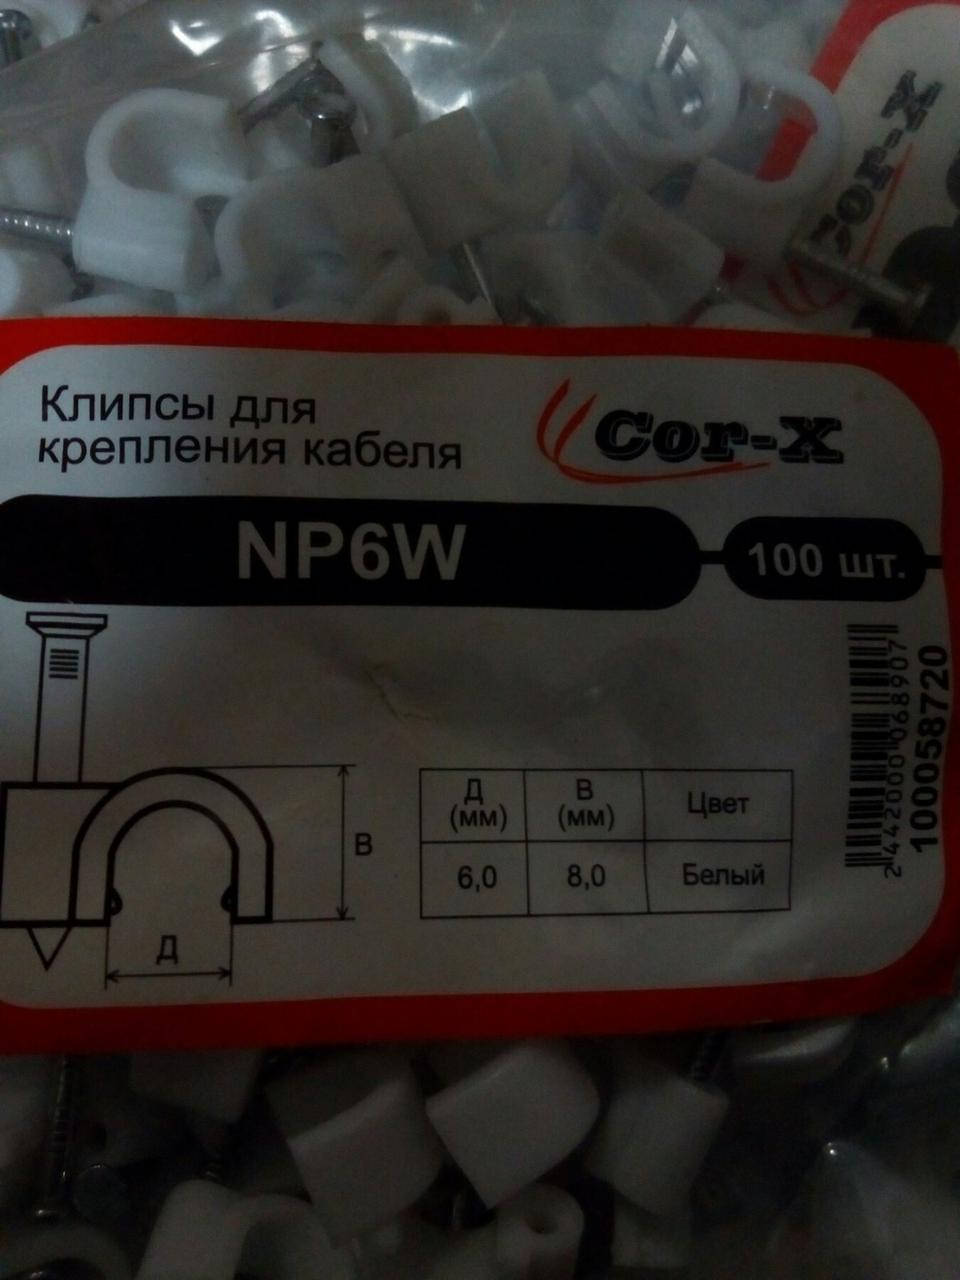 Cor-X
Клипсы для
крепления кабеля
Cor-X
NP6W
100 шт.
В
Д
Д
(мм)
В
(мм)
Цвет
6,0
8,0
Белый
2442000068907
100058720